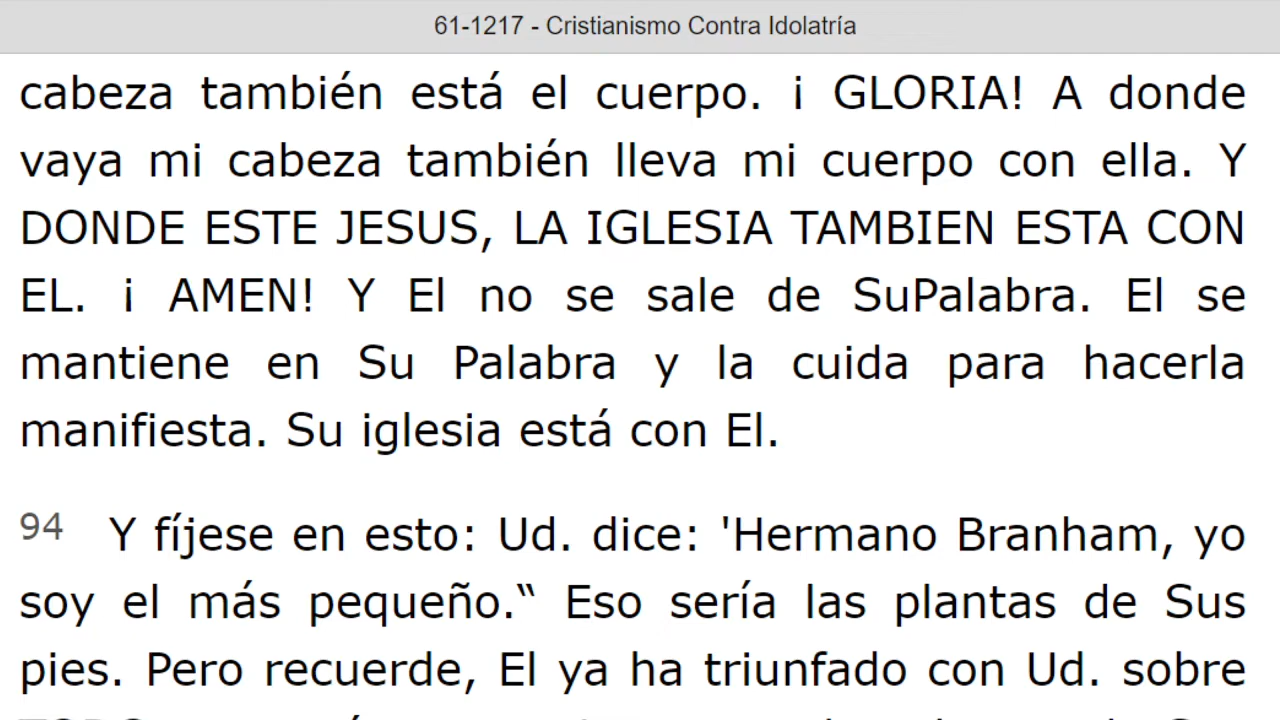 61-1217 - Cristianismo Contra Idolatría
cabeza también está el cuerpo. ¡ GLORIA! A donde
vaya mi cabeza también lleva mi cuerpo con ella. Y
DONDE ESTE JESUS, LA IGLESIA TAMBIEN ESTA CON
EL. ¡ AMEN! Y El no se sale de SuPalabra. El se
mantiene en Su Palabra y la cuida para hacerla
manifiesta. Su iglesia está con El.
94 Y fíjese en esto: Ud. dice: 'Hermano Branham, yo
soy el más pequeño.“ Eso sería las plantas de Sus
pies. Pero recuerde, El ya ha triunfado con Ud. sobre